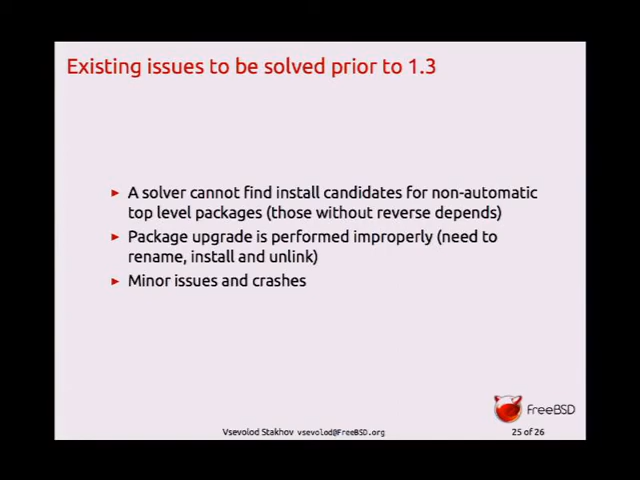 Existing issues to be solved prior to 1.3
A solver cannot find install candidates for non-automatic
top level packages (those without reverse depends)
Package upgrade is performed improperly (need to
rename, install and unlink)
Minor issues and crashes
FreeBSD
Vsevolod Stakhov vsevolod@FreeBSD.org
25 of 26